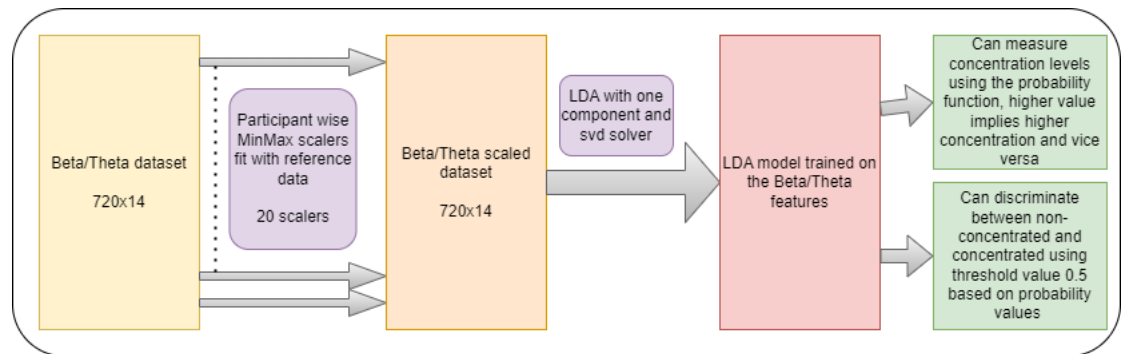 Beta/Theta dataset
720x14
Participant wise
MinMax scalers
fit with reference
data
20 scalers
Beta/Theta scaled
dataset
720x14
LDA with one
component and
svd solver
LDA model trained on
the Beta/Theta
features
Can measure
concentration levels
using the probability
function, higher value
implies higher
concentration and vice
versa
Can discriminate
between non-
concentrated and
concentrated using
threshold value 0.5
based on probability
values